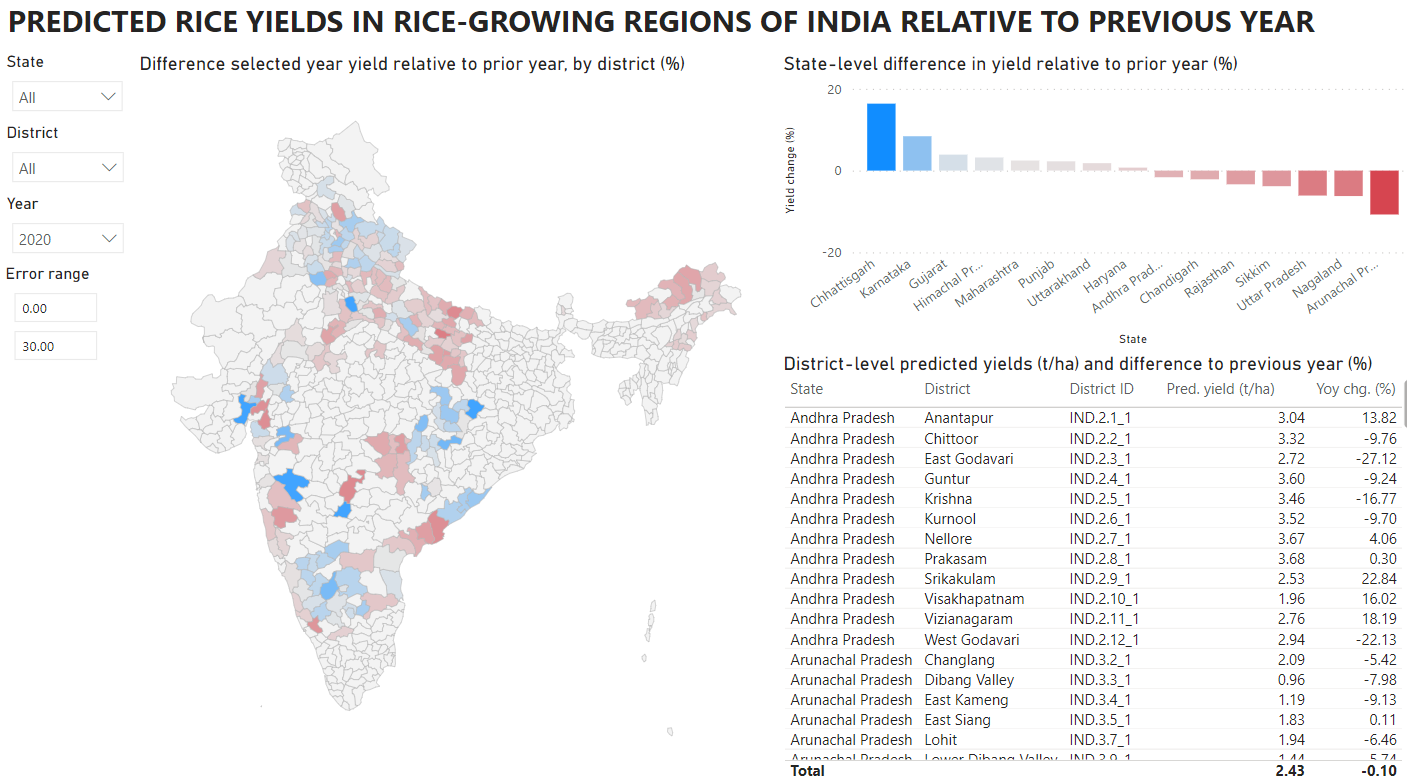 PREDICTED RICE YIELDS IN RICE-GROWING REGIONS OF INDIA RELATIVE TO PREVIOUS YEAR
State
All
District
All
Year
2020
Error range
0.00
30.00
Difference selected year yield relative to prior year, by district (%)
State-level difference in yield relative to prior year (%)
Yield change (%)
20
0
-20
Chhattisgarh
Karnataka
Gujarat
Himachal Pr...
Maharashtra
Punjab
Uttarakhand
Haryana
Andhra Prad...
Chandigarh
Rajasthan
Sikkim
Uttar Pradesh
Nagaland
Arunachal Pr...
State
District-level predicted yields (t/ha) and difference to previous year (%)
State District District ID Pred. yield (t/ha) Yoy chg. (%)
Andhra Pradesh Anantapur IND.2.1_1 3.04 13.82
Andhra Pradesh Chittoor IND.2.2_1 3.32 -9.76
Andhra Pradesh East Godavari IND.2.3_1 2.72 -27.12
Andhra Pradesh Guntur IND.2.4_1 3.60 -9.24
Andhra Pradesh Krishna IND.2.5_1 3.46 -16.77
Andhra Pradesh Kurnool IND.2.6_1 3.52 -9.70
Andhra Pradesh Nellore IND.2.7_1 3.67 4.06
Andhra Pradesh Prakasam IND.2.8_1 3.68 0.30
Andhra Pradesh Srikakulam IND.2.9_1 2.53 22.84
Andhra Pradesh Visakhapatnam IND.2.10_1 1.96 16.02
Andhra Pradesh Vizianagaram IND.2.11_1 2.76 18.19
Andhra Pradesh West Godavari IND.2.12_1 2.94 -22.13
Arunachal Pradesh Changlang IND.3.2_1 2.09 -5.42
Arunachal Pradesh Dibang Valley IND.3.3_1 0.96 -7.98
Arunachal Pradesh East Kameng IND.3.4_1 1.19 -9.13
Arunachal Pradesh East Siang IND.3.5_1 1.83 0.11
Arunachal Pradesh Lohit IND.3.7_1 1.94 -6.46
Arunachal Pradesh Lower Dibang Valley IND.3.9_1 1.44 -5.74
Total 2.43 -0.10